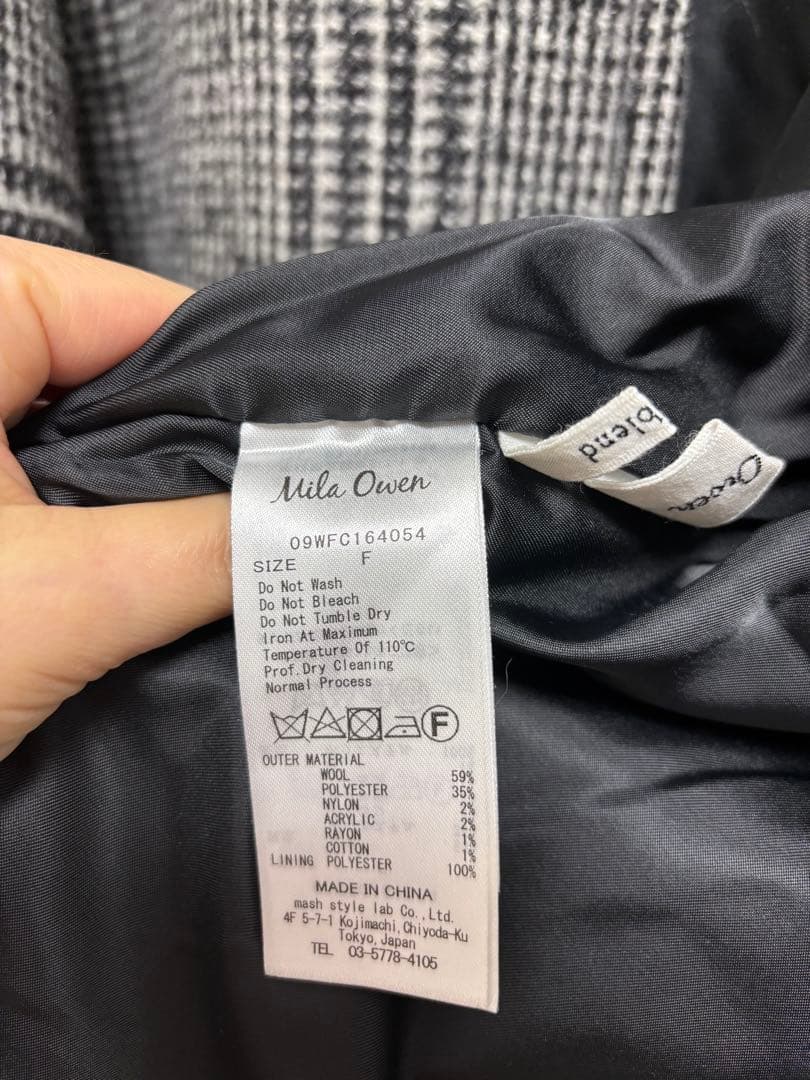 Mila Owen
09WFC164054
SIZE F
Do Not Wash
Do Not Bleach
Do Not Tumble Dry
Iron At Maximum
Temperature Of 110℃
Prof.Dry Cleaning
Normal Process
F
OUTER MATERIAL
WOOL 59%
POLYESTER 35%
NYLON 2%
ACRYLIC 2%
RAYON 1%
COTTON 1%
LINING POLYESTER 100%
MADE IN CHINA
mash style lab Co.,Ltd.
4F 5-7-1 Kojimachi,Chiyoda-Ku
Tokyo,Japan
TEL 03-5778-4105
blend
Owen